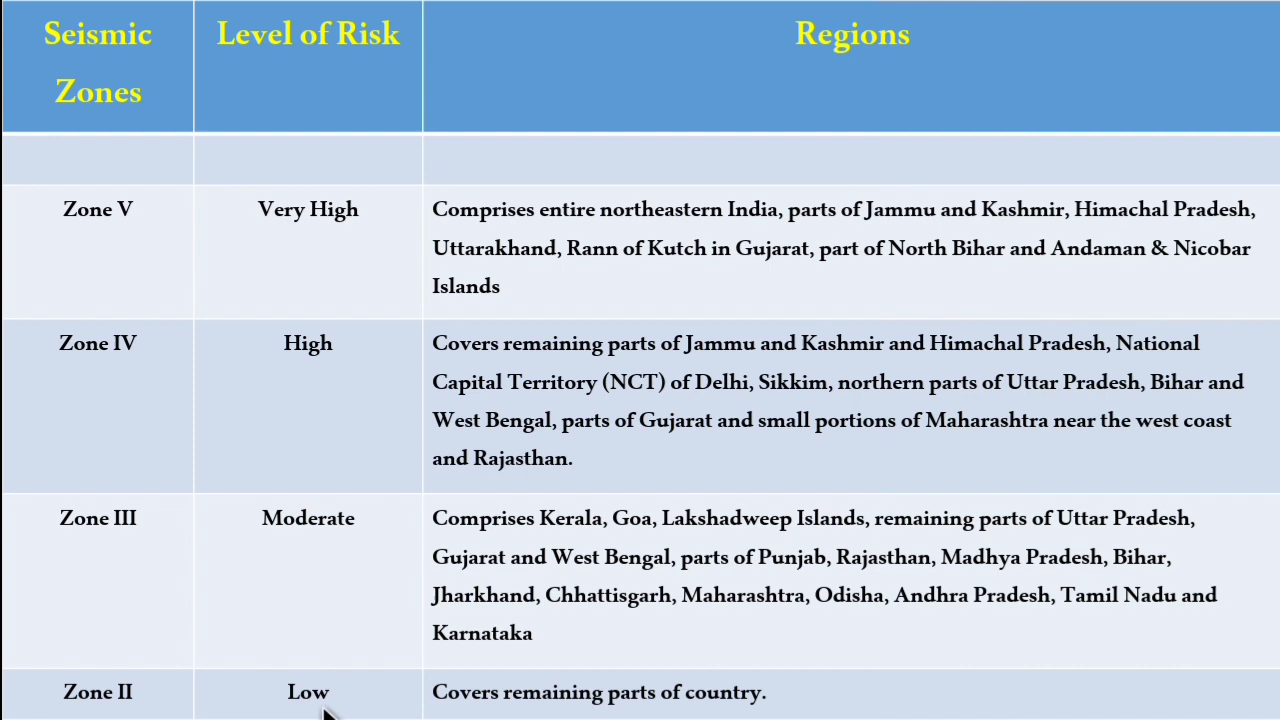 Seismic Zones
Level of Risk
Regions
Zone V
Very High
Comprises entire northeastern India, parts of Jammu and Kashmir, Himachal Pradesh,
Uttarakhand, Rann of Kutch in Gujarat, part of North Bihar and Andaman & Nicobar
Islands
Zone IV
High
Covers remaining parts of Jammu and Kashmir and Himachal Pradesh, National
Capital Territory (NCT) of Delhi, Sikkim, northern parts of Uttar Pradesh, Bihar and
West Bengal, parts of Gujarat and small portions of Maharashtra near the west coast
and Rajasthan.
Zone III
Moderate
Comprises Kerala, Goa, Lakshadweep Islands, remaining parts of Uttar Pradesh,
Gujarat and West Bengal, parts of Punjab, Rajasthan, Madhya Pradesh, Bihar,
Jharkhand, Chhattisgarh, Maharashtra, Odisha, Andhra Pradesh, Tamil Nadu and
Karnataka
Zone II
Low
Covers remaining parts of country.